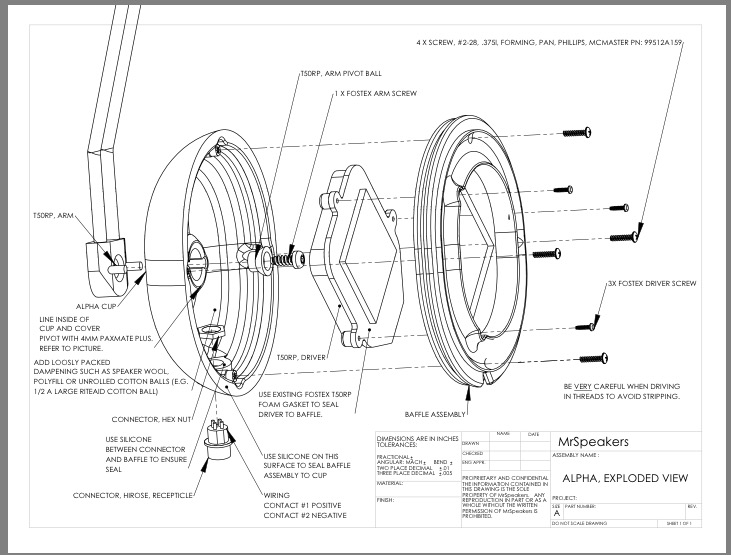 4 X SCREW, #2-28, .375l, FORMING, PAN, PHILLIPS, MCMASTER PN: 99512A159
T50RP, ARM PIVOT BALL
1 X FOSTEX ARM SCREW
T50RP, ARM
ALPHA CUP
LINE INSIDE OF
CUP AND COVER
PIVOT WITH 4MM PAXMATE PLUS.
REFER TO PICTURE.
ADD LOOSLY PACKED
DAMPENING SUCH AS SPEAKER WOOL,
POLYFILL OR UNROLLED COTTON BALLS (E.G.
1/2 A LARGE RITEAID COTTON BALL)
CONNECTOR, HEX NUT
USE SILICONE
BETWEEN CONNECTOR
AND BAFFLE TO ENSURE
SEAL
CONNECTOR, HIROSE, RECEPTICLE
T50RP, DRIVER
USE EXISTING FOSTEX T50RP
FOAM GASKET TO SEAL
DRIVER TO BAFFLE.
USE SILICONE ON THIS
SURFACE TO SEAL BAFFLE
ASSEMBLY TO CUP
WIRING
CONTACT #1 POSITIVE
CONTACT #2 NEGATIVE
BAFFLE ASSEMBLY
3X FOSTEX DRIVER SCREW
BE VERY CAREFUL WHEN DRIVING
IN THREADS TO AVOID STRIPPING.
DIMENSIONS ARE IN INCHES
TOLERANCES:
FRACTIONAL±
ANGULAR: MACH± BEND ±
TWO PLACE DECIMAL ±.01
THREE PLACE DECIMAL ±.005
MATERIAL:
FINISH:
NAME DATE
DRAWN
CHECKED
ENG APPR.
PROPRIETARY AND CONFIDENTIAL
THE INFORMATION CONTAINED IN
THIS DRAWING IS THE SOLE
PROPERTY OF MrSpeakers. ANY
REPRODUCTION IN PART OR AS A
WHOLE WITHOUT THE WRITTEN
PERMISSION OF MrSpeakers IS
PROHIBITED.
MrSpeakers
ASSEMBLY NAME:
ALPHA, EXPLODED VIEW
PROJECT:
SIZE PART NUMBER: REV.
A
DO NOT SCALE DRAWING SHEET 1 OF 1